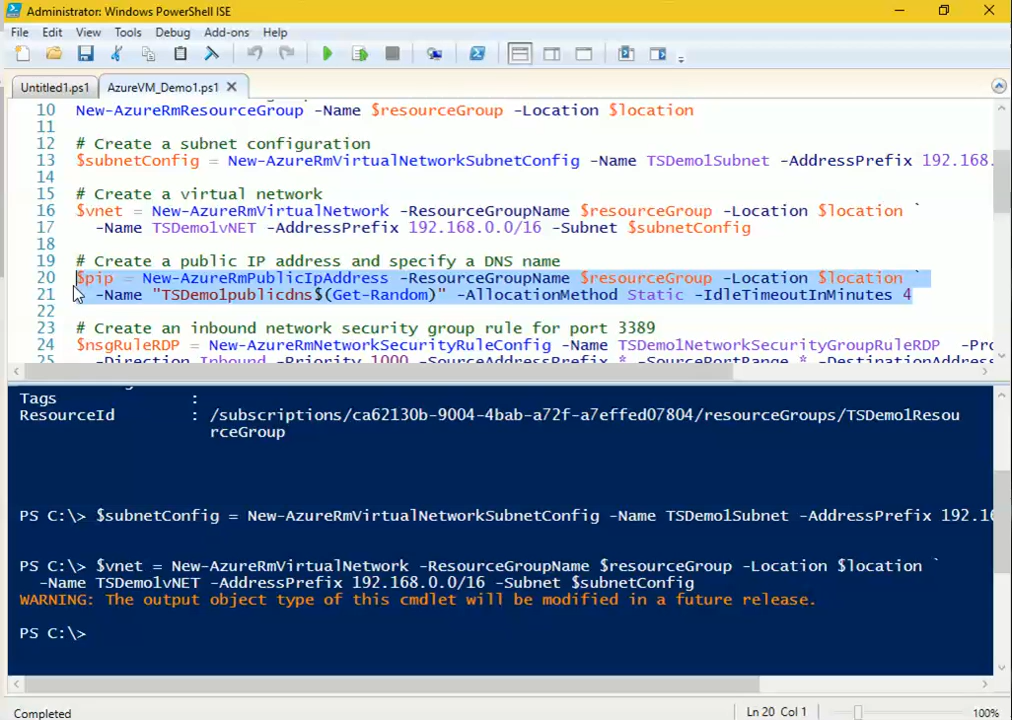 Administrator: Windows PowerShell ISE
File Edit View Tools Debug Add-ons Help
Untitled1.ps1 AzureVM_Demo1.ps1
10 New-AzureRmResourceGroup -Name $resourceGroup -Location $location
11
12 # Create a subnet configuration
13 $subnetConfig = New-AzureRmVirtualNetworkSubnetConfig -Name TSDemo1Subnet -AddressPrefix 192.168.
14
15 # Create a virtual network
16 $vnet = New-AzureRmVirtualNetwork -ResourceGroupName $resourceGroup -Location $location `
17 -Name TSDemo1vNET -AddressPrefix 192.168.0.0/16 -Subnet $subnetConfig
18
19 # Create a public IP address and specify a DNS name
20 $pip = New-AzureRmPublicIpAddress -ResourceGroupName $resourceGroup -Location $location `
21 -Name "TSDemo1publicdns$(Get-Random)" -AllocationMethod Static -IdleTimeoutInMinutes 4
22
23 # Create an inbound network security group rule for port 3389
24 $nsgRuleRDP = New-AzureRmNetworkSecurityRuleConfig -Name TSDemo1NetworkSecurityGroupRuleRDP -Pro
25 -Direction Inbound -Priority 1000 -SourceAddressPrefix * -SourcePortRange * -DestinationAddress
Tags :
ResourceId : /subscriptions/ca62130b-9004-4bab-a72f-a7effed07804/resourceGroups/TSDemo1Resou
rceGroup
PS C:\> $subnetConfig = New-AzureRmVirtualNetworkSubnetConfig -Name TSDemo1Subnet -AddressPrefix 192.16
PS C:\> $vnet = New-AzureRmVirtualNetwork -ResourceGroupName $resourceGroup -Location $location `
-Name TSDemo1vNET -AddressPrefix 192.168.0.0/16 -Subnet $subnetConfig
WARNING: The output object type of this cmdlet will be modified in a future release.
PS C:\>
Completed Ln 20 Col 1 100%